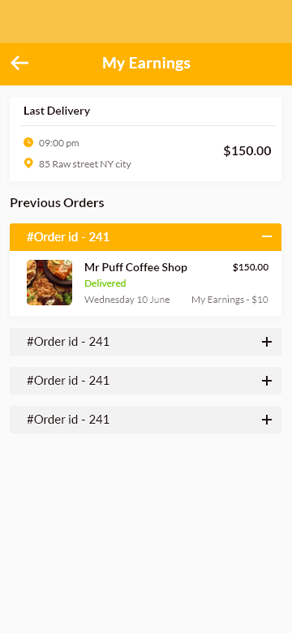 My Earnings
Last Delivery
09:00 pm
$150.00
85 Raw street NY city
Previous Orders
#Order id - 241
Mr Puff Coffee Shop
$150.00
Delivered
Wednesday 10 June
My Earnings - $10
#Order id - 241
#Order id - 241
#Order id - 241